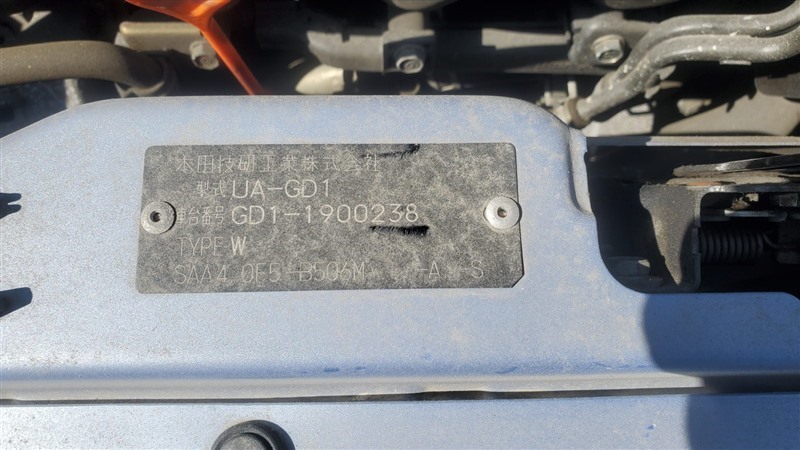 本田技研工業株式会社
型式 UA-GD1
車台番号 GD1-1900238
TYPE W
SAA4 0F5 B506M -A S